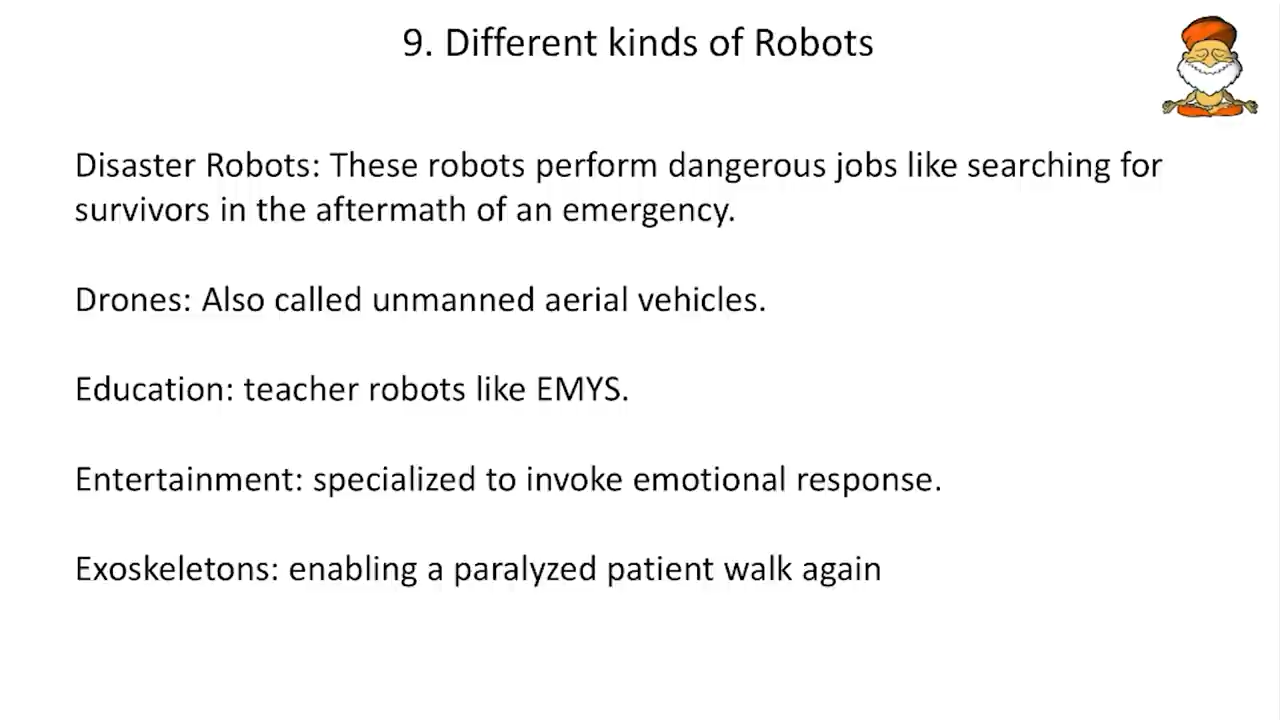 9. Different kinds of Robots
Disaster Robots: These robots perform dangerous jobs like searching for
survivors in the aftermath of an emergency.
Drones: Also called unmanned aerial vehicles.
Education: teacher robots like EMYS.
Entertainment: specialized to invoke emotional response.
Exoskeletons: enabling a paralyzed patient walk again